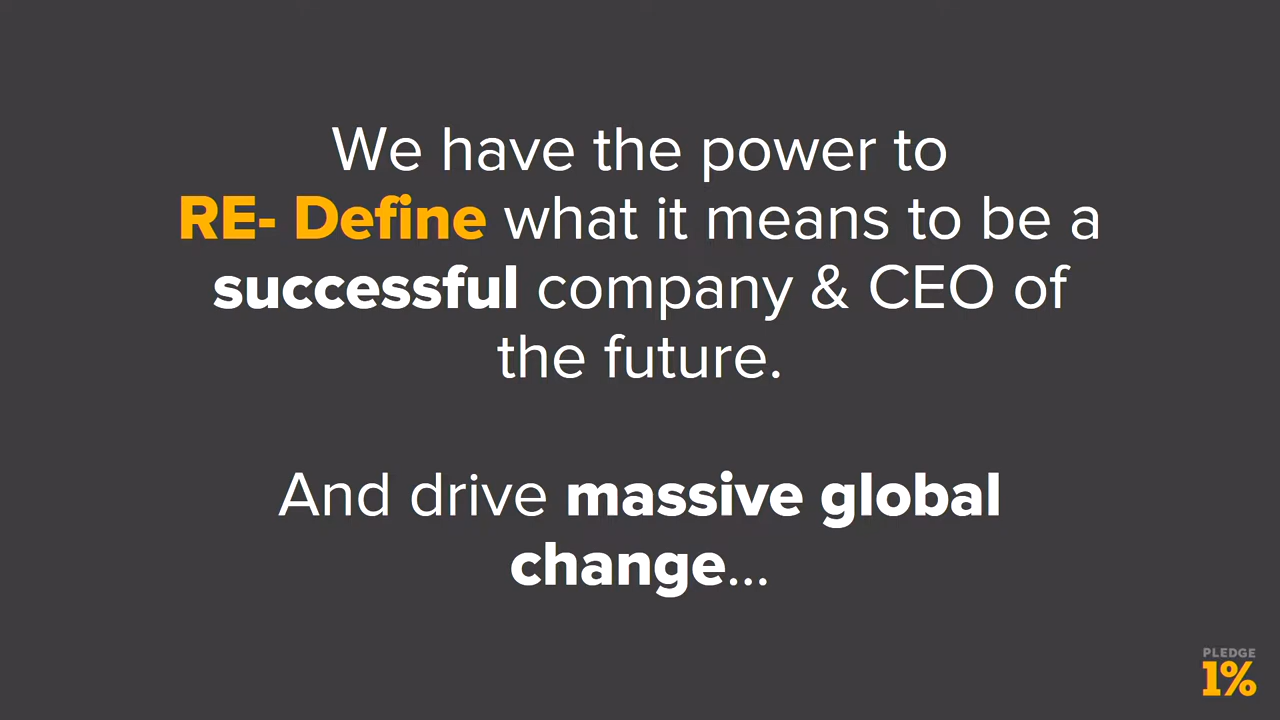 We have the power to
RE- Define what it means to be a
successful company & CEO of
the future.
And drive massive global
change...
PLEDGE
1%